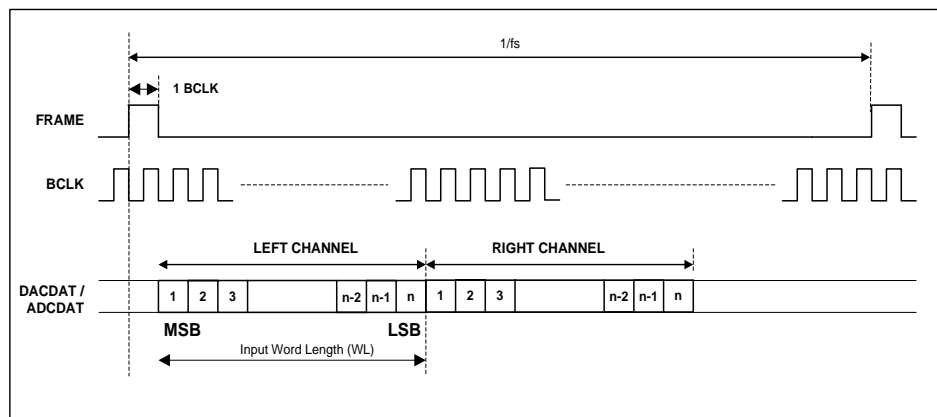 1/fs
1 BCLK
FRAME
BCLK
LEFT CHANNEL
RIGHT CHANNEL
DACDAT /
ADCDAT
1 2 3 n-2 n-1 n 1 2 3 n-2 n-1 n
MSB LSB
Input Word Length (WL)